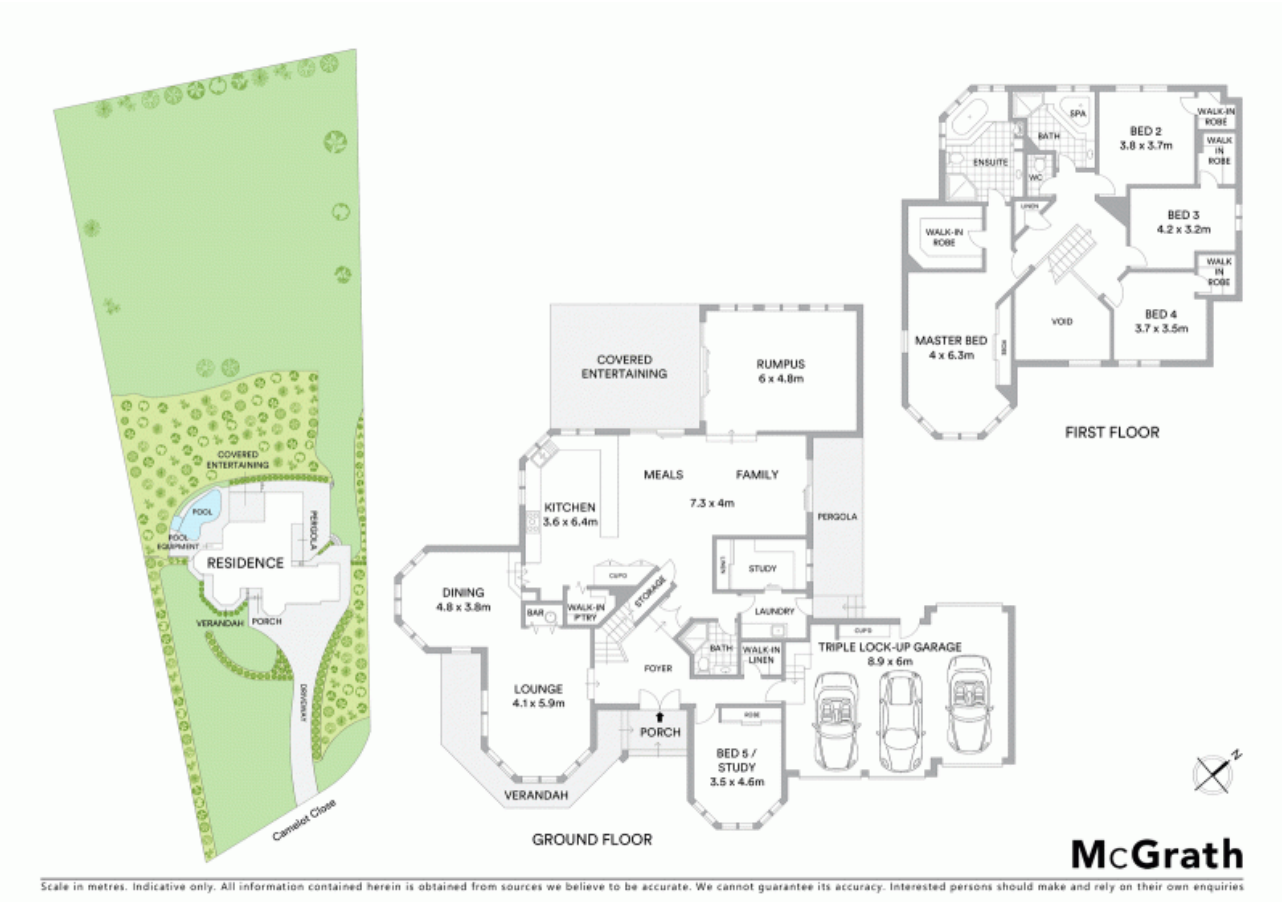 COVERED
ENTERTAINING
POOL
POOL
EQUIPMENT
PERGOLA
RESIDENCE
VERANDAH
PORCH
DRIVEWAY
Camelot Close
COVERED
ENTERTAINING
RUMPUS
6 x 4.8m
MEALS
FAMILY
7.3 x 4m
KITCHEN
3.6 x 6.4m
PERGOLA
LINEN
STUDY
CUPD
STORAGE
DINING
4.8 x 3.8m
BAR
WALK-IN
P'TRY
LAUNDRY
BATH
WALK-IN
LINEN
CUPD
TRIPLE LOCK-UP GARAGE
8.9 x 6m
FOYER
LOUNGE
4.1 x 5.9m
PORCH
ROBE
BED 5 /
STUDY
3.5 x 4.6m
VERANDAH
GROUND FLOOR
SPA
BATH
BED 2
3.8 x 3.7m
WALK-IN
ROBE
WALK
IN
ROBE
ENSUITE
WC
LINEN
BED 3
4.2 x 3.2m
WALK-IN
ROBE
WALK
IN
ROBE
VOID
BED 4
3.7 x 3.5m
MASTER BED
4 x 6.3m
ROBE
FIRST FLOOR
N
McGrath
Scale in metres. Indicative only. All information contained herein is obtained from sources we believe to be accurate. We cannot guarantee its accuracy. Interested persons should make and rely on their own enquiries